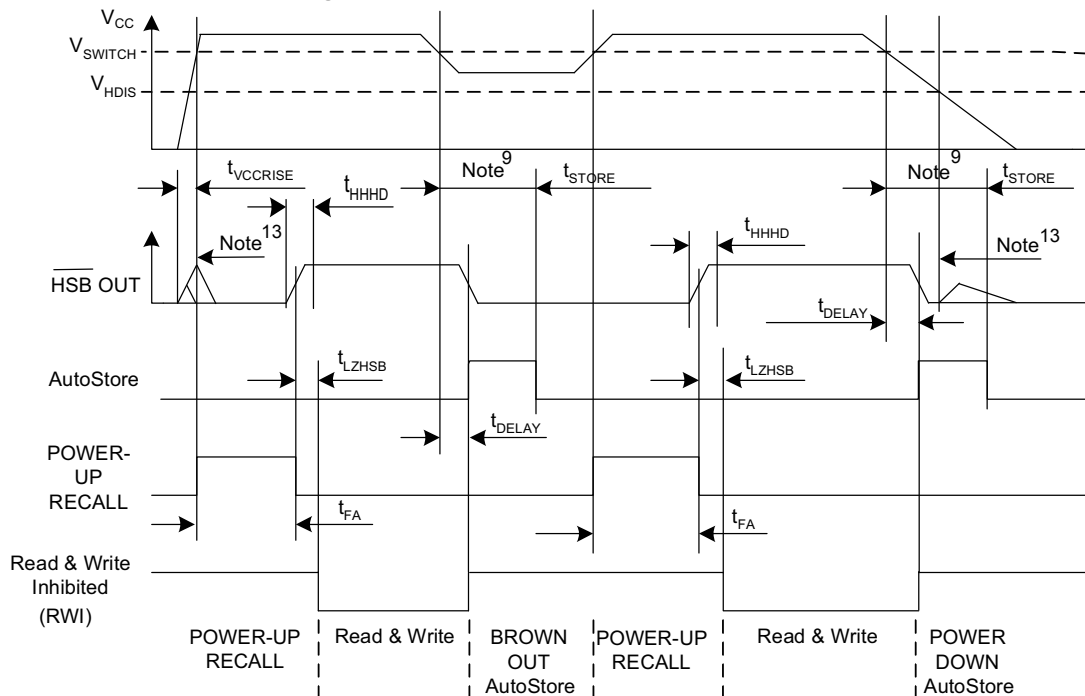 VCC
VSWITCH
VHDIS
tVCCRISE
tHHHD
Note9
tSTORE
Note9
tSTORE
Note13
tHHHD
Note13
HSB OUT
tDELAY
tLZHSB
tLZHSB
AutoStore
tDELAY
POWER-
UP
RECALL
tFA
tFA
Read & Write
Inhibited
(RWI)
POWER-UP
RECALL
Read & Write
BROWN
OUT
AutoStore
POWER-UP
RECALL
Read & Write
POWER
DOWN
AutoStore